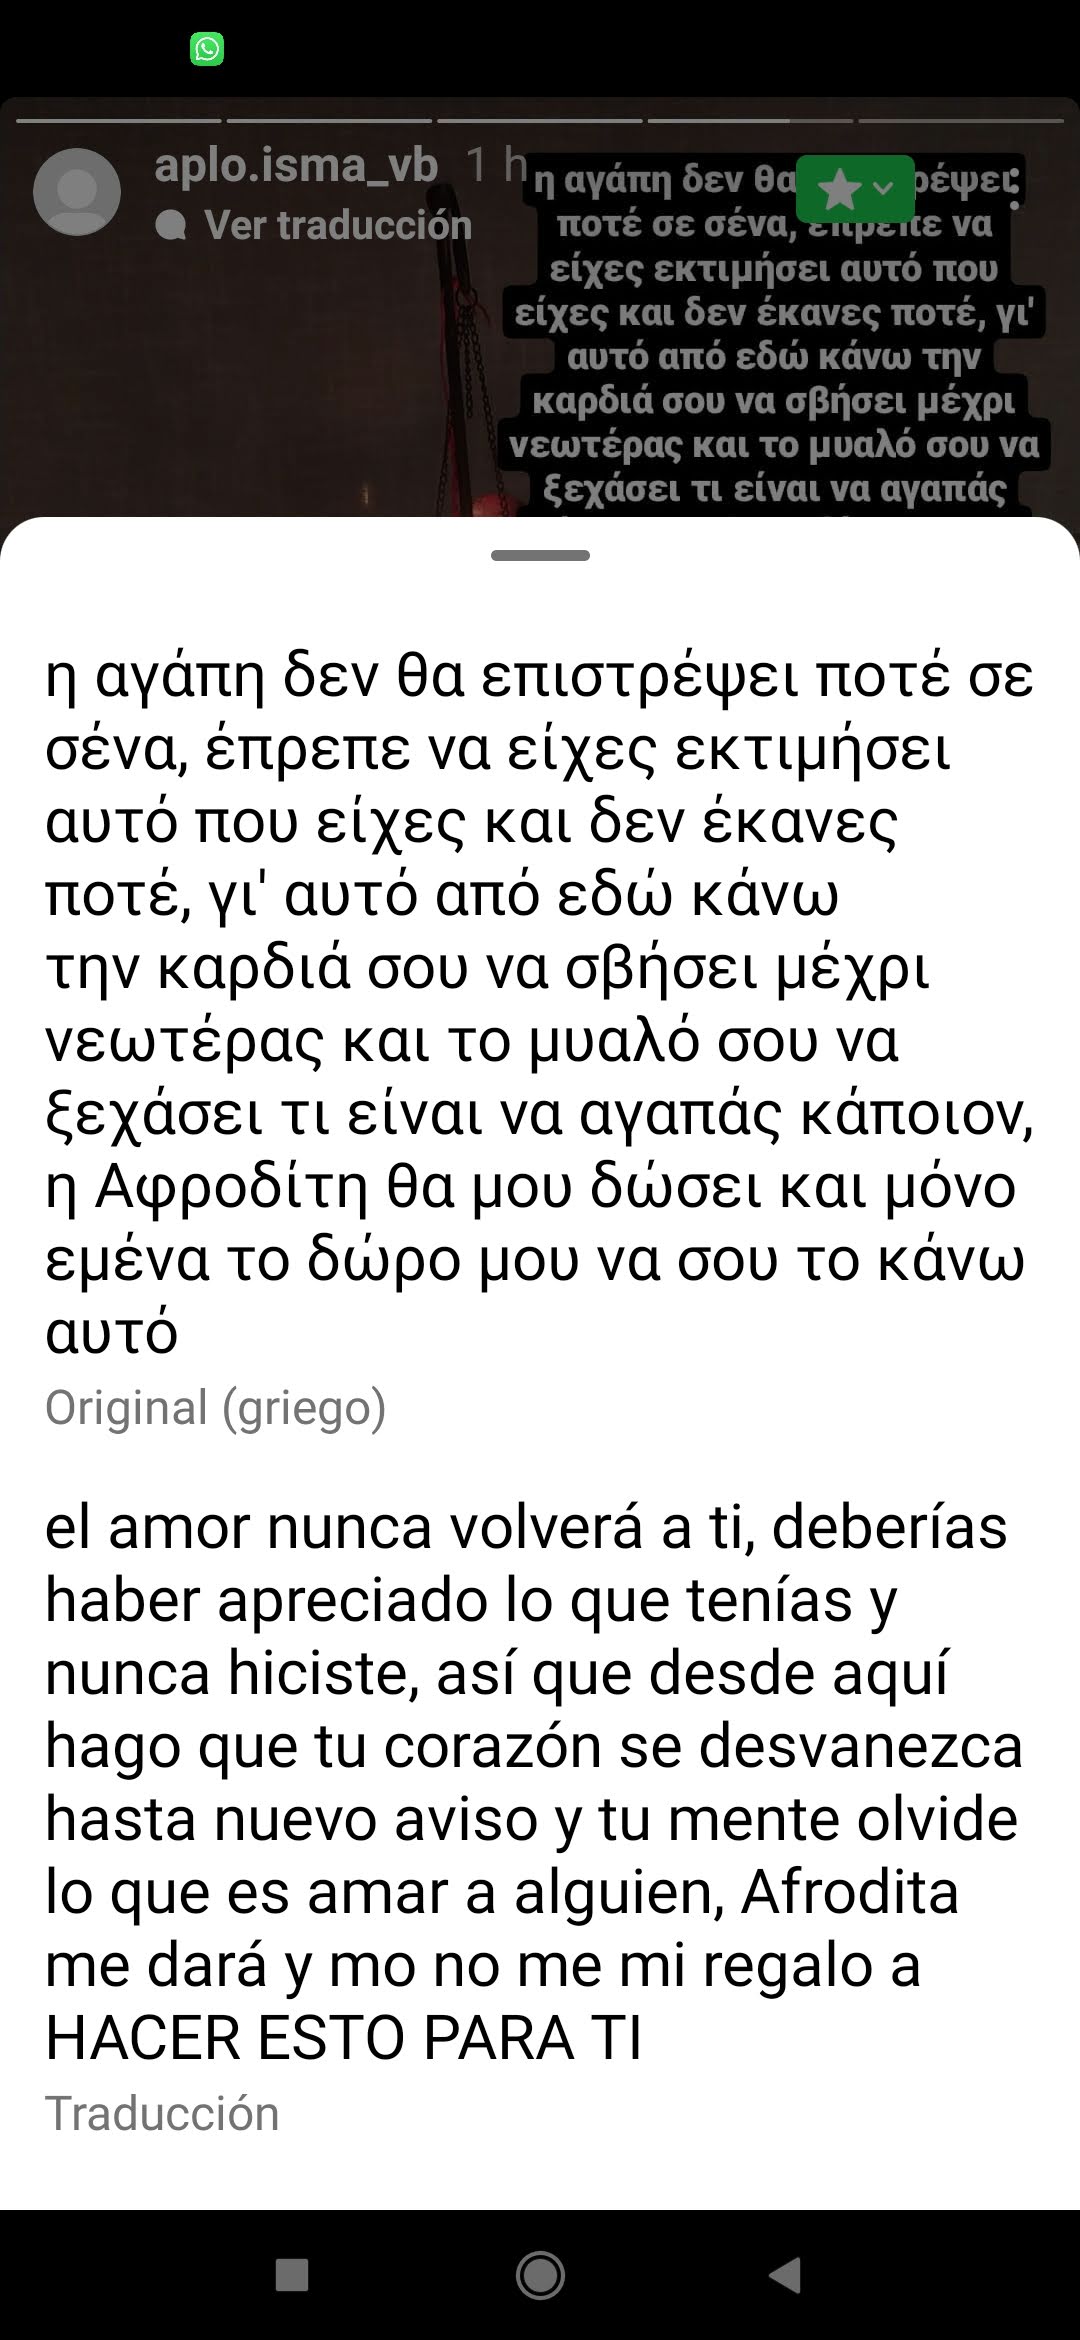 aplo.isma_vb 1 h
Ver traducción
η αγάπη δεν θα ρέψει
ποτέ σε σένα, έπρεπε να
είχες εκτιμήσει αυτό που
είχες και δεν έκανες ποτέ, γι'
αυτό από εδώ κάνω την
καρδιά σου να σβήσει μέχρι
νεωτέρας και το μυαλό σου να
ξεχάσει τι είναι να αγαπάς
η αγάπη δεν θα επιστρέψει ποτέ σε
σένα, έπρεπε να είχες εκτιμήσει
αυτό που είχες και δεν έκανες
ποτέ, γι' αυτό από εδώ κάνω
την καρδιά σου να σβήσει μέχρι
νεωτέρας και το μυαλό σου να
ξεχάσει τι είναι να αγαπάς κάποιον,
η Αφροδίτη θα μου δώσει και μόνο
εμένα το δώρο μου να σου το κάνω
αυτό
Original (griego)
el amor nunca volverá a ti, deberías
haber apreciado lo que tenías y
nunca hiciste, así que desde aquí
hago que tu corazón se desvanezca
hasta nuevo aviso y tu mente olvide
lo que es amar a alguien, Afrodita
me dará y mo no me mi regalo a
HACER ESTO PARA TI
Traducción